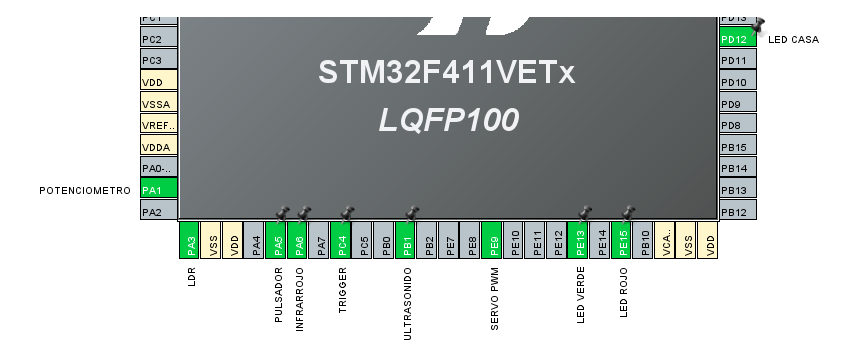 PC1
PC2
PC3
VDD
VSSA
VREF..
VDDA
PA0-..
POTENCIOMETRO PA1
PA2
STM32F411VETx
LQFP100
PD13
PD12 LED CASA
PD11
PD10
PD9
PD8
PB15
PB14
PB13
PB12
PA3
VSS
VDD
PA4
PA5
PA6
PA7
PC4
PC5
PB0
PB1
PB2
PE7
PE8
PE9
PE10
PE11
PE12
PE13
PE14
PE15
PB10
VCA..
VSS
VDD
LDR
PULSADOR
INFRARROJO
TRIGGER
ULTRASONIDO
SERVO PWM
LED VERDE
LED ROJO